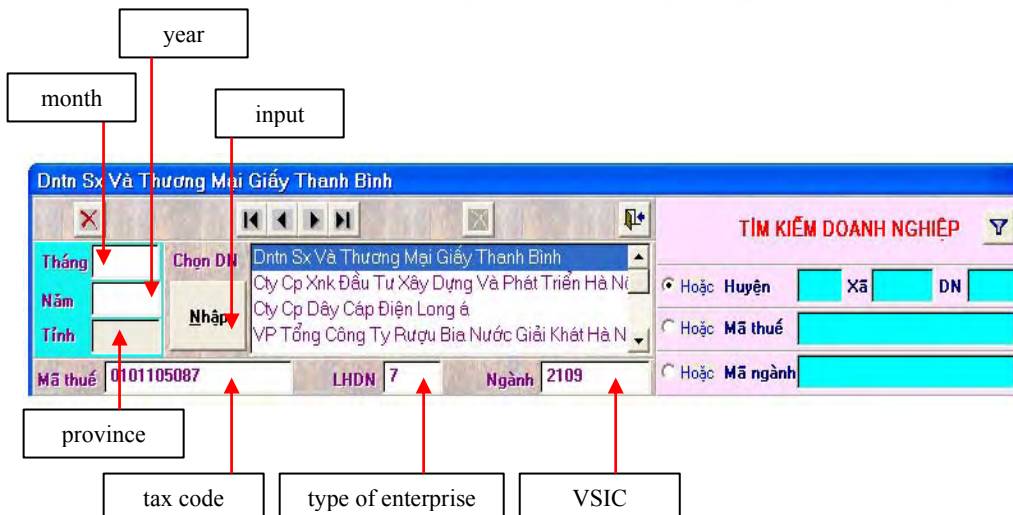 year
month
input
Dntn Sx Và Thương Mại Giấy Thanh Bình
TÌM KIẾM DOANH NGHIỆP
Tháng
Chọn DN
Dntn Sx Và Thương Mại Giấy Thanh Bình
Cty Cp Xnk Đầu Tư Xây Dựng Và Phát Triển Hà
Hoặc Huyện Xã DN
Năm
Nhập
Cty Cp Dây Cáp Điện Long á
Hoặc Mã thuế
Tỉnh
VP Tổng Công Ty Rượu Bia Nước Giải Khát Hà N
Mã thuế 0101105087 LHDN 7 Ngành 2109
Hoặc Mã ngành
province
tax code
type of enterprise
VSIC